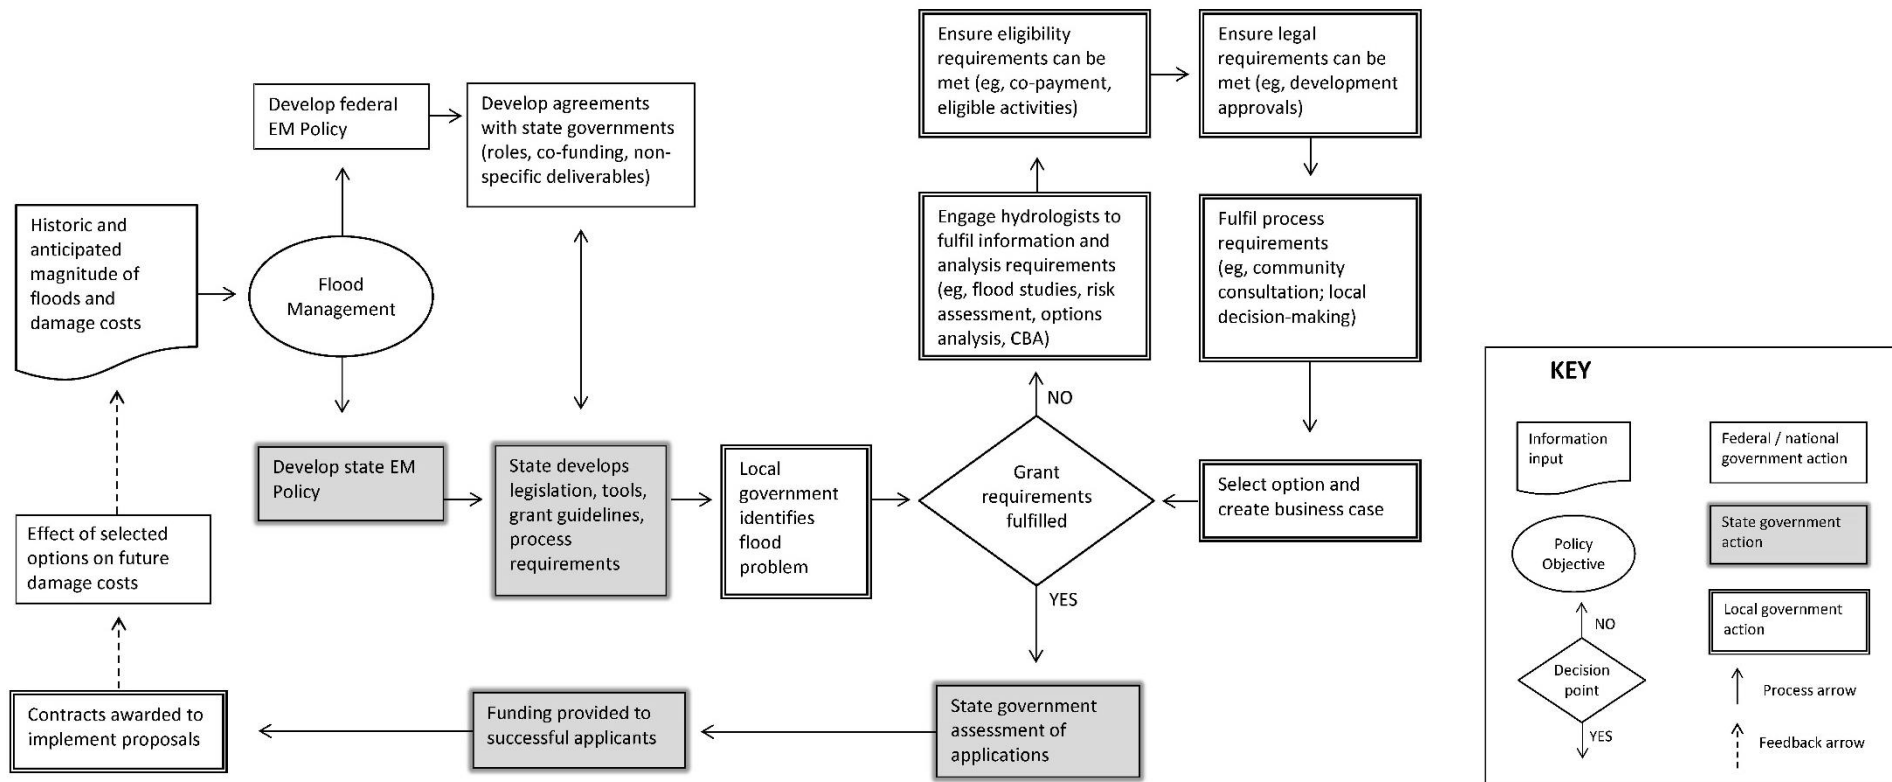 Historic and
anticipated
magnitude of
floods and
damage costs
Flood
Management
Develop federal
EM Policy
Develop agreements
with state governments
(roles, co-funding, non-
specific deliverables)
Develop state EM
Policy
State develops
legislation, tools,
grant guidelines,
process
requirements
Local
government
identifies
flood
problem
Grant
requirements
fulfilled
NO
Engage hydrologists to
fulfil information and
analysis requirements
(eg, flood studies, risk
assessment, options
analysis, CBA)
Ensure eligibility
requirements can be
met (eg, co-payment,
eligible activities)
Ensure legal
requirements can be
met (eg, development
approvals)
Fulfil process
requirements
(eg, community
consultation; local
decision-making)
Select option and
create business case
YES
State government
assessment of
applications
Funding provided to
successful applicants
Contracts awarded to
implement proposals
Effect of selected
options on future
damage costs
KEY
Information
input
Federal / national
government action
Policy
Objective
State government
action
NO
Decision
point
YES
Local government
action
Process arrow
Feedback arrow